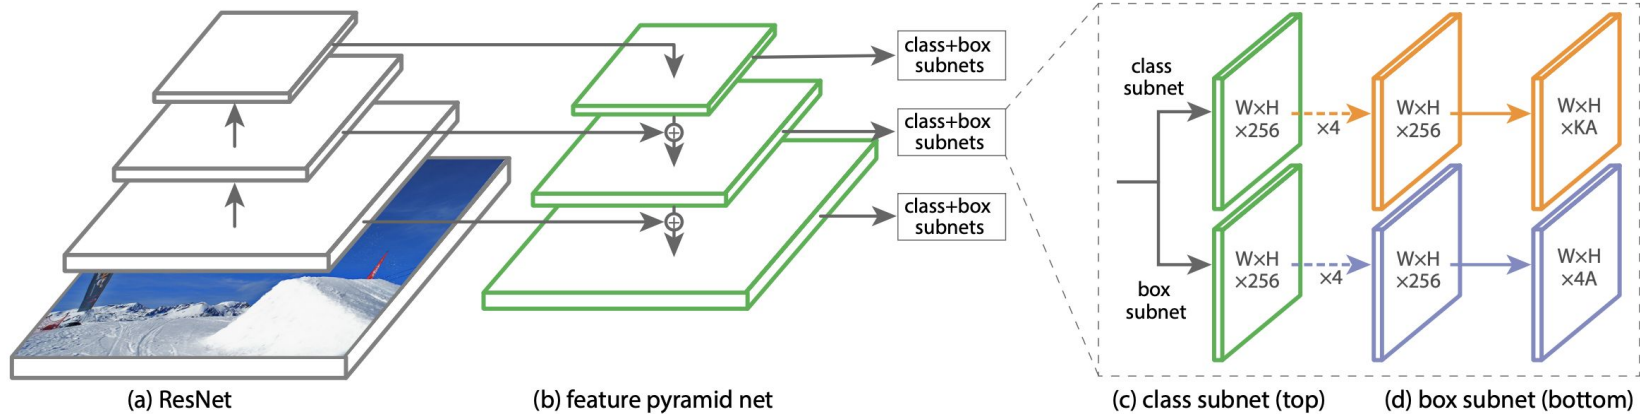 class+box
subnets
class+box
subnets
class+box
subnets
class
subnet
W×H
×256
×4
W×H
×256
W×H
×KA
box
subnet
W×H
×256
×4
W×H
×256
W×H
×4A
(a) ResNet
(b) feature pyramid net
(c) class subnet (top)
(d) box subnet (bottom)